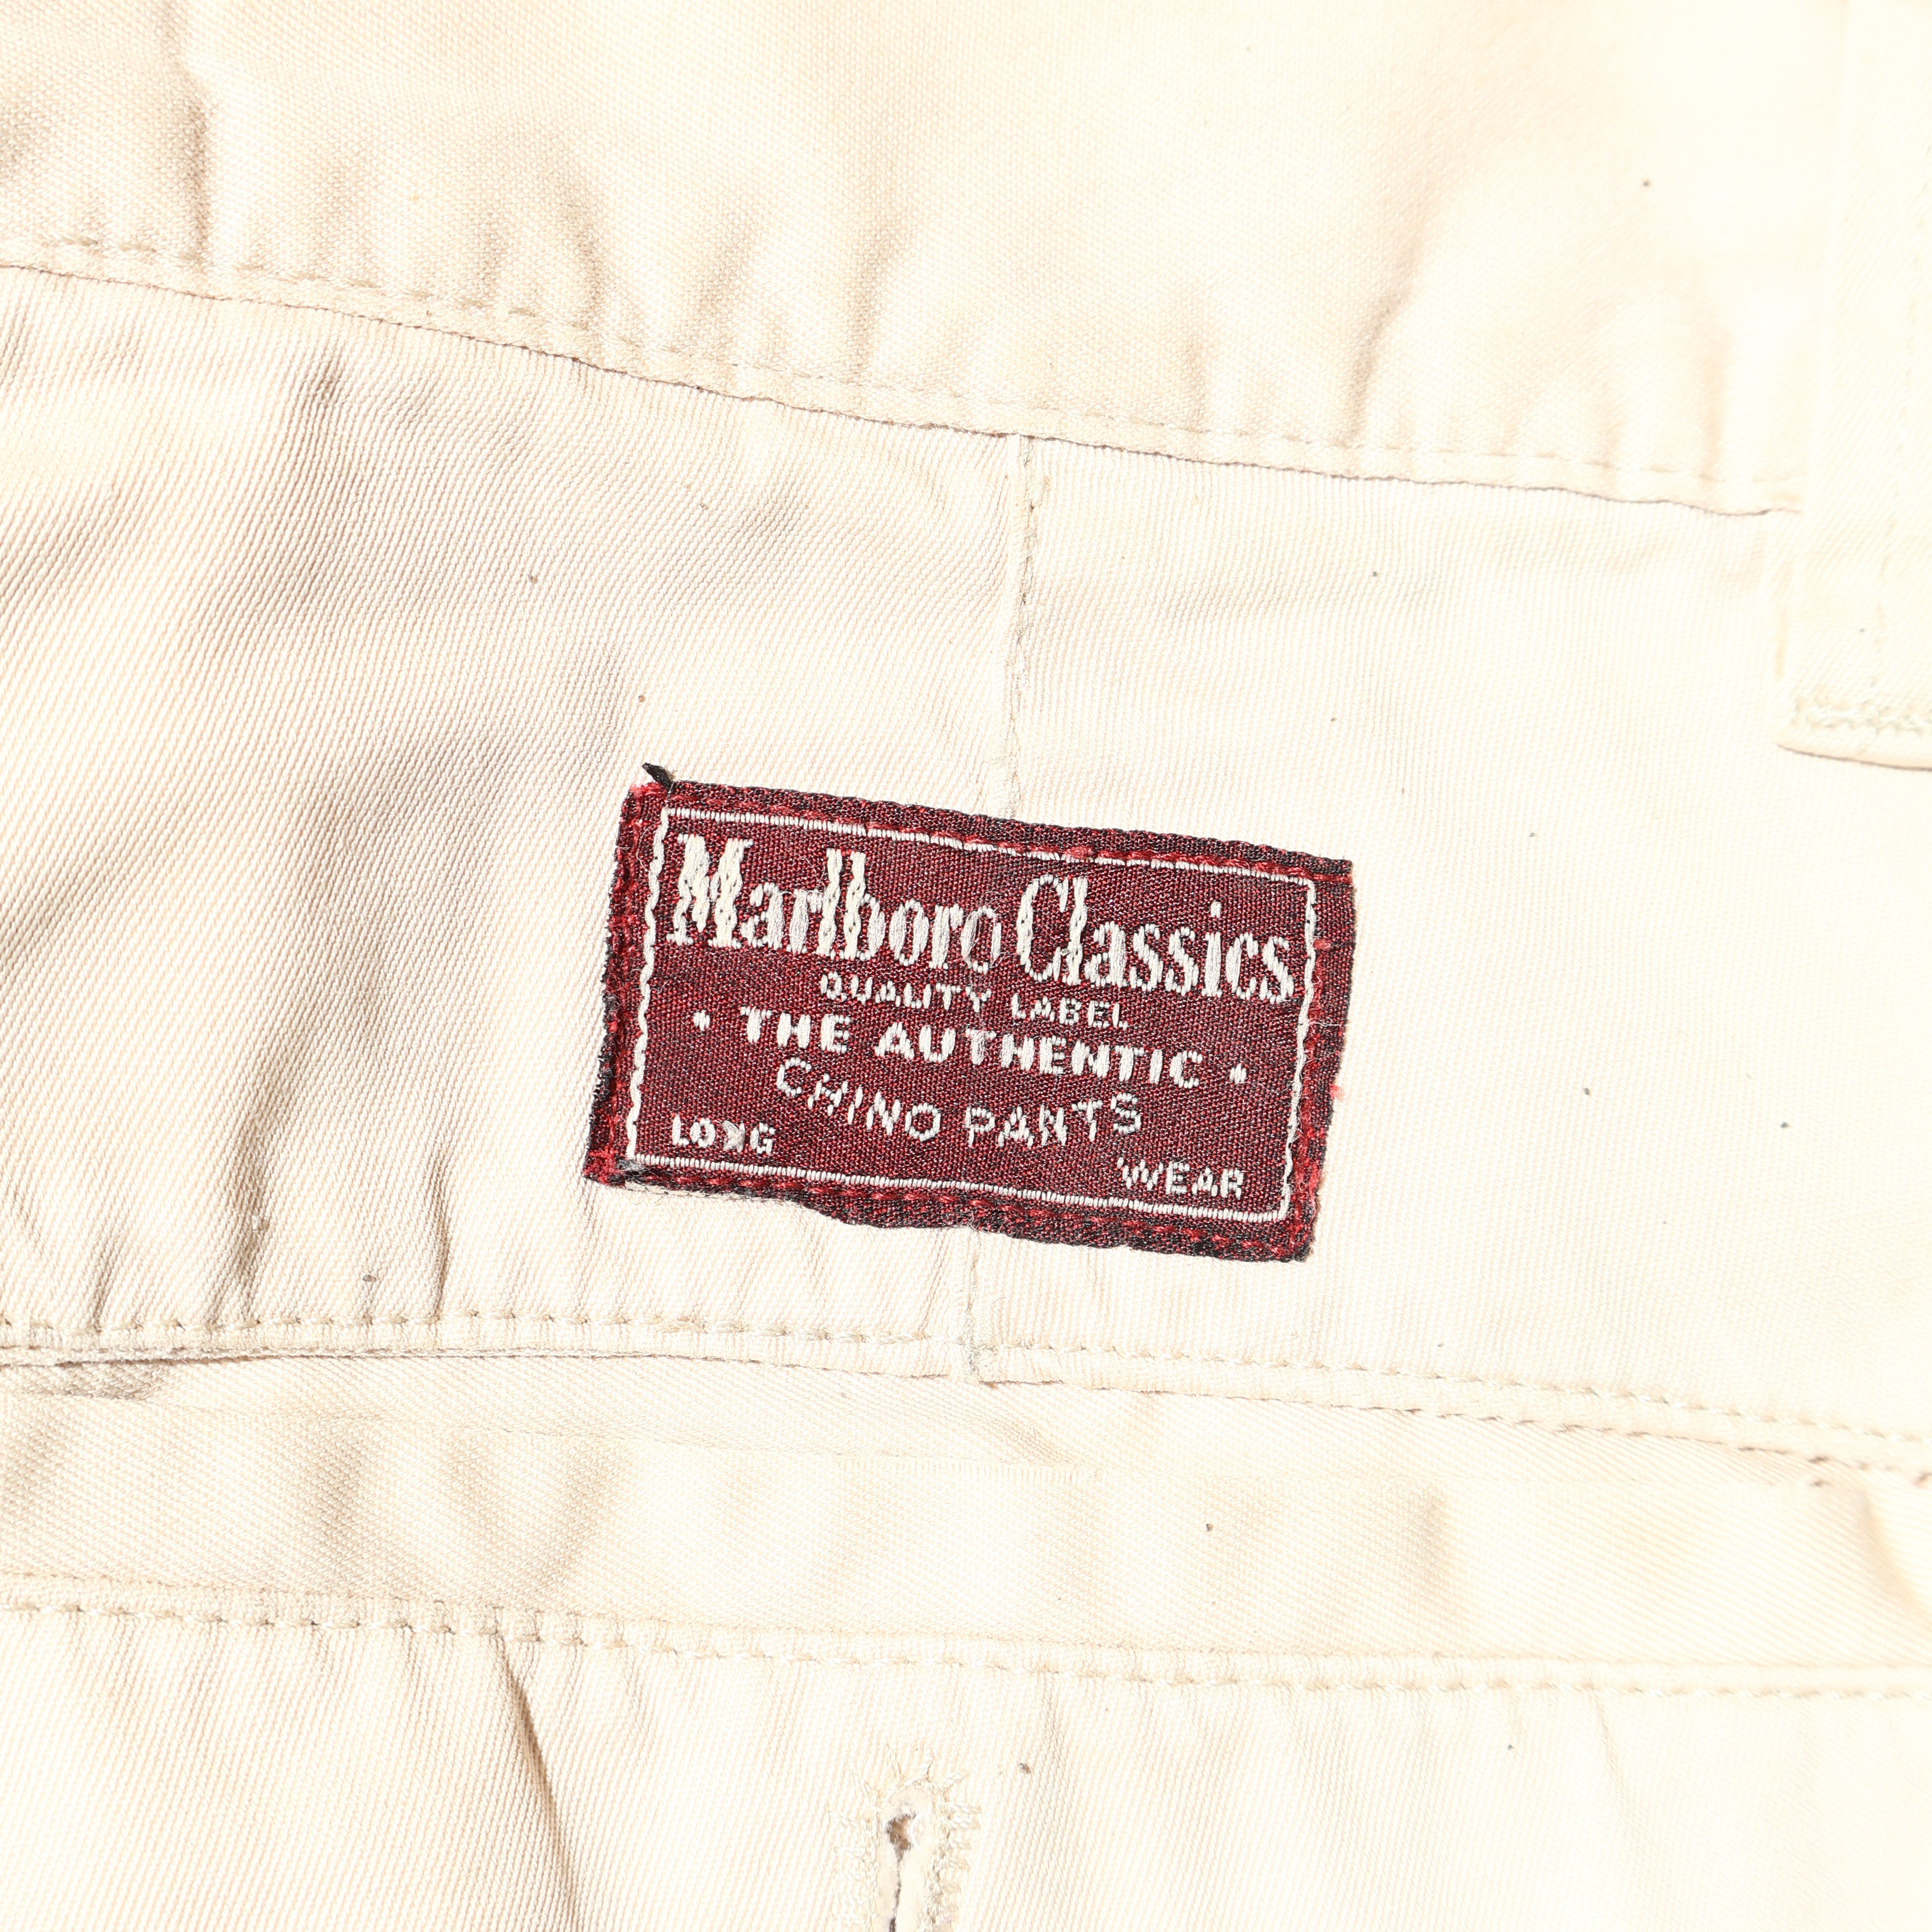 Marlboro Classics
QUALITY LABEL
• THE AUTHENTIC •
CHINO PANTS
LONG WEAR